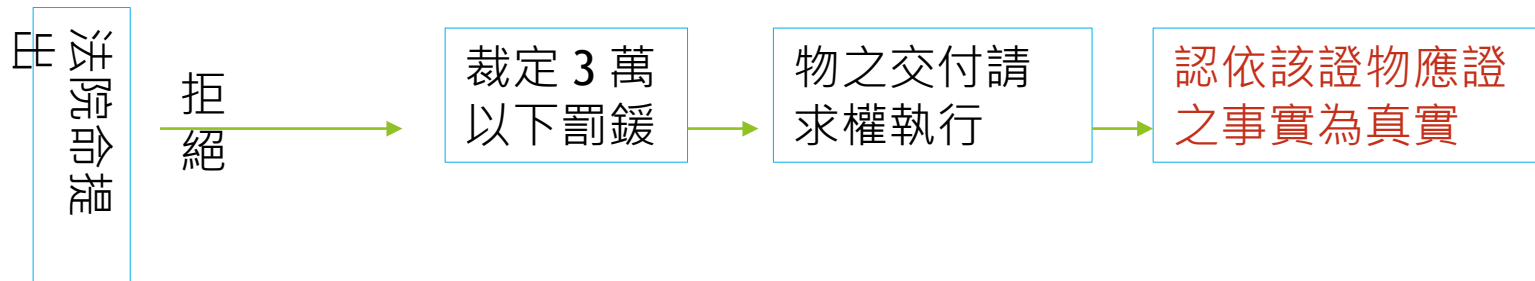 法院命提
出
拒
絕
裁定 3 萬
以下罰鍰
物之交付請
求權執行
認依該證物應證
之事實為真實